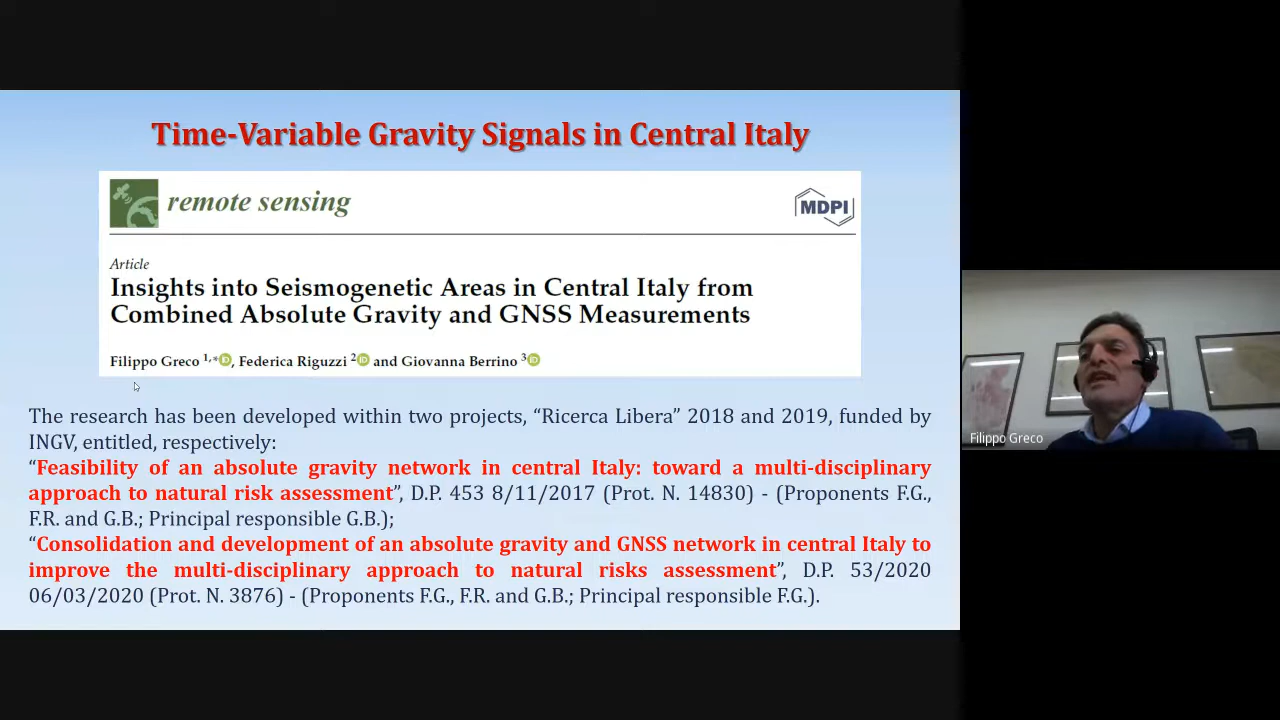 Time-Variable Gravity Signals in Central Italy
remote sensing
MDPI
Article
Insights into Seismogenetic Areas in Central Italy from
Combined Absolute Gravity and GNSS Measurements
Filippo Greco 1,*, Federica Riguzzi 2 and Giovanna Berrino 3
The research has been developed within two projects, “Ricerca Libera” 2018 and 2019, funded by
INGV, entitled, respectively:
“Feasibility of an absolute gravity network in central Italy: toward a multi-disciplinary
approach to natural risk assessment”, D.P. 453 8/11/2017 (Prot. N. 14830) - (Proponents F.G.,
F.R. and G.B.; Principal responsible G.B.);
“Consolidation and development of an absolute gravity and GNSS network in central Italy to
improve the multi-disciplinary approach to natural risks assessment”, D.P. 53/2020
06/03/2020 (Prot. N. 3876) - (Proponents F.G., F.R. and G.B.; Principal responsible F.G.).
Filippo Greco